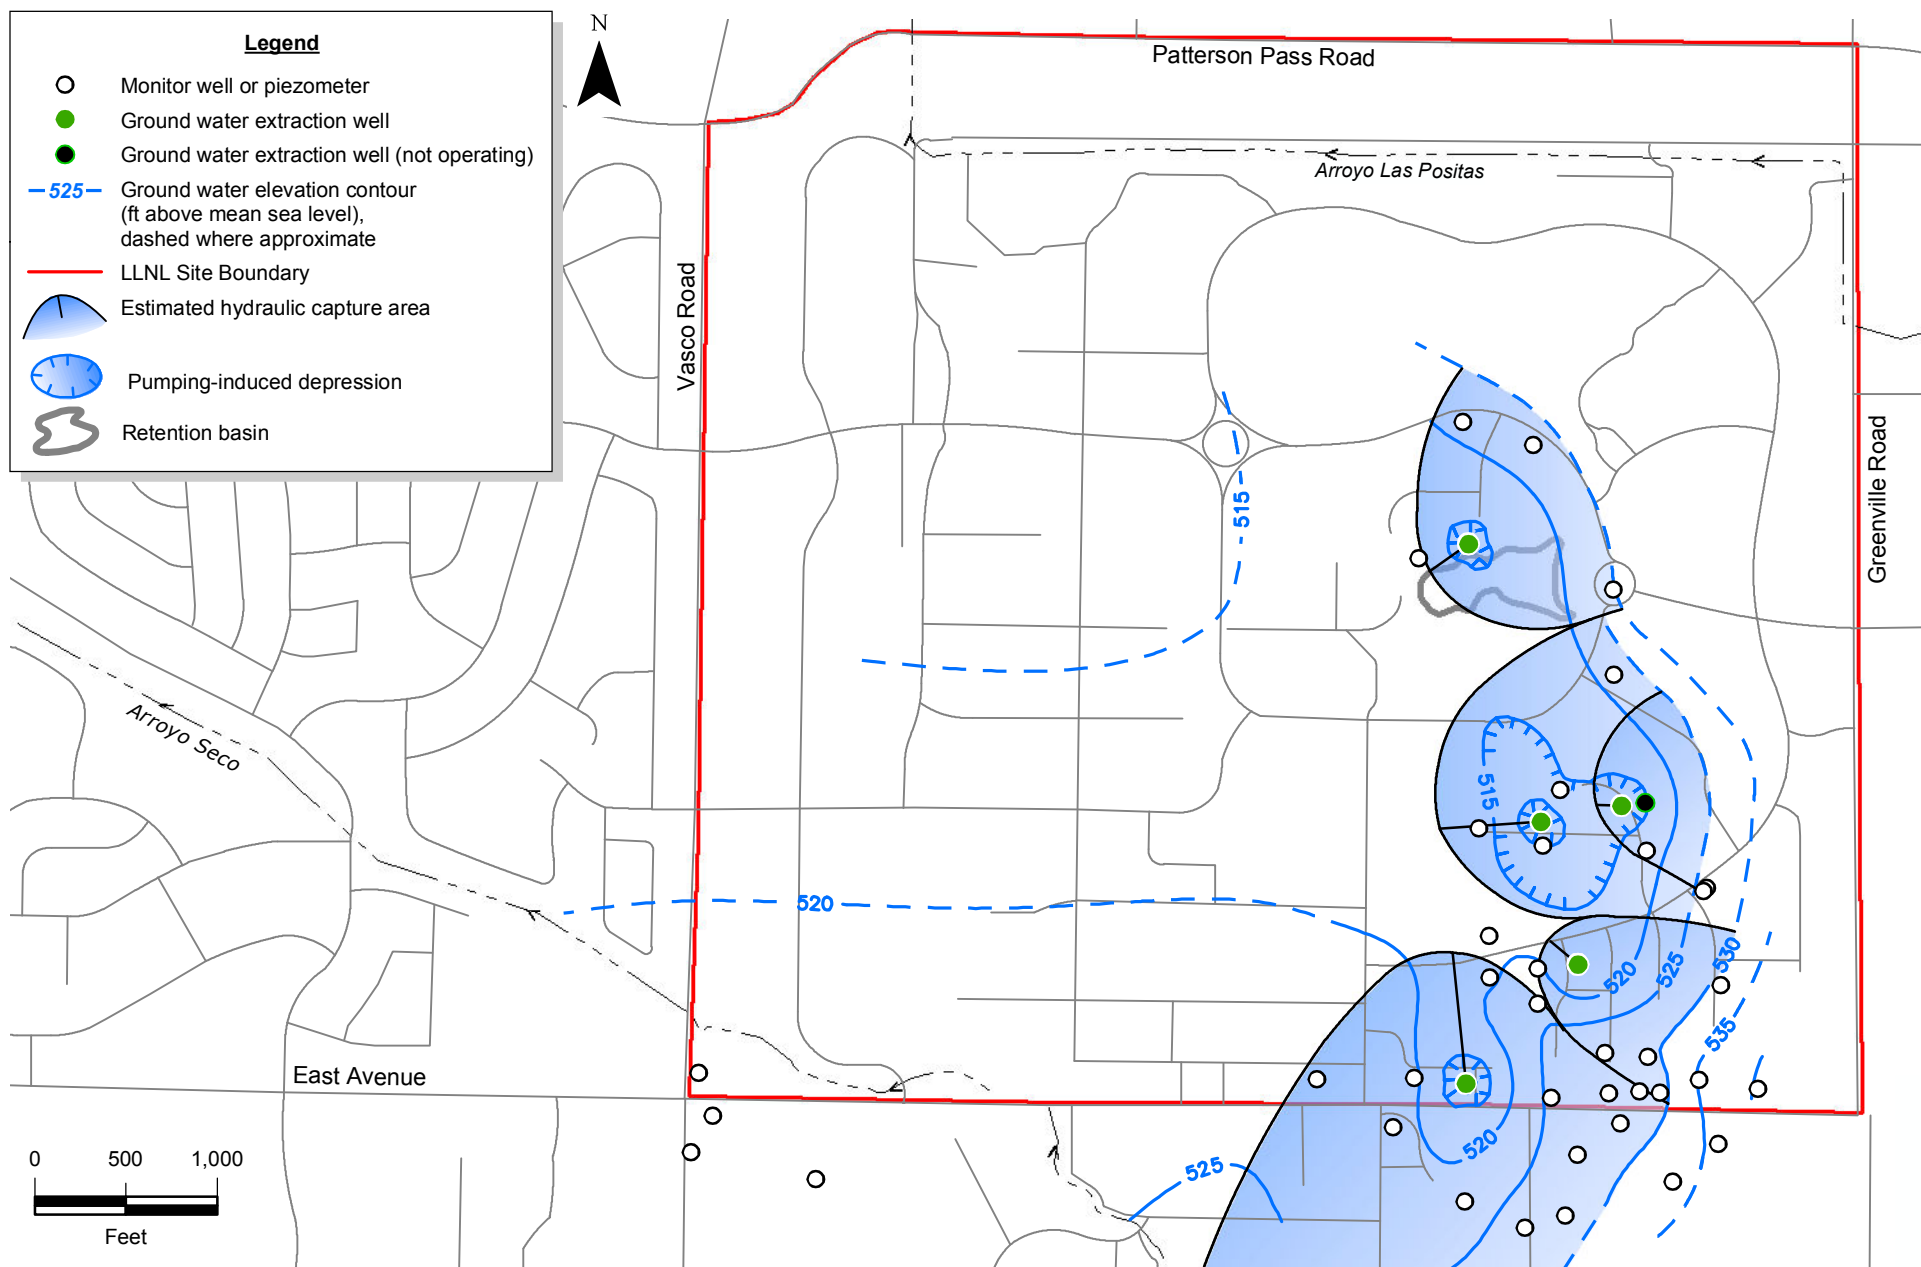 Legend
Monitor well or piezometer
Ground water extraction well
Ground water extraction well (not operating)
525
Ground water elevation contour
(ft above mean sea level),
dashed where approximate
LLNL Site Boundary
Estimated hydraulic capture area
Pumping-induced depression
Retention basin
N
Patterson Pass Road
Arroyo Las Positas
Vasco Road
Greenville Road
515
Arroyo Seco
515
520
530
525
520
535
East Avenue
520
525
0 500 1,000
Feet